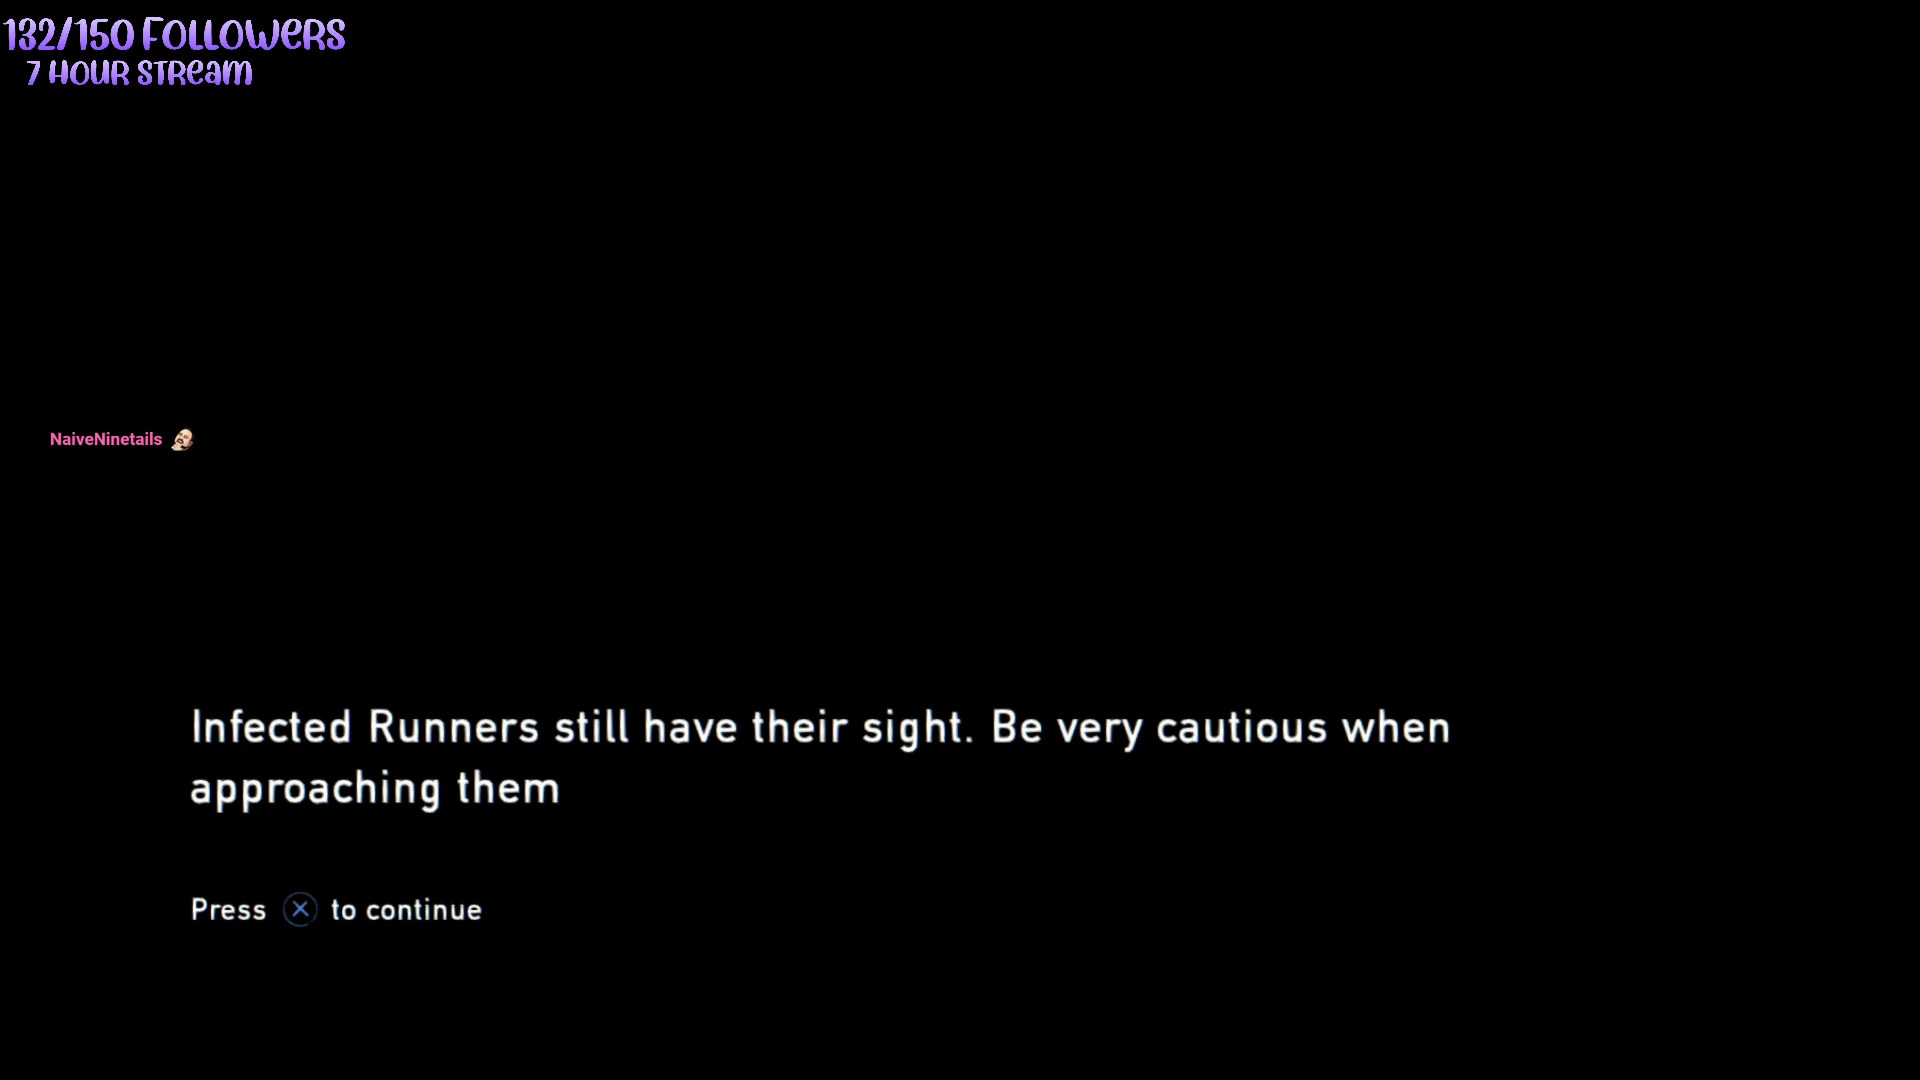 132/150 Followers
7 Hour Stream
NaiveNinetails
Infected Runners still have their sight. Be very cautious when
approaching them
Press to continue